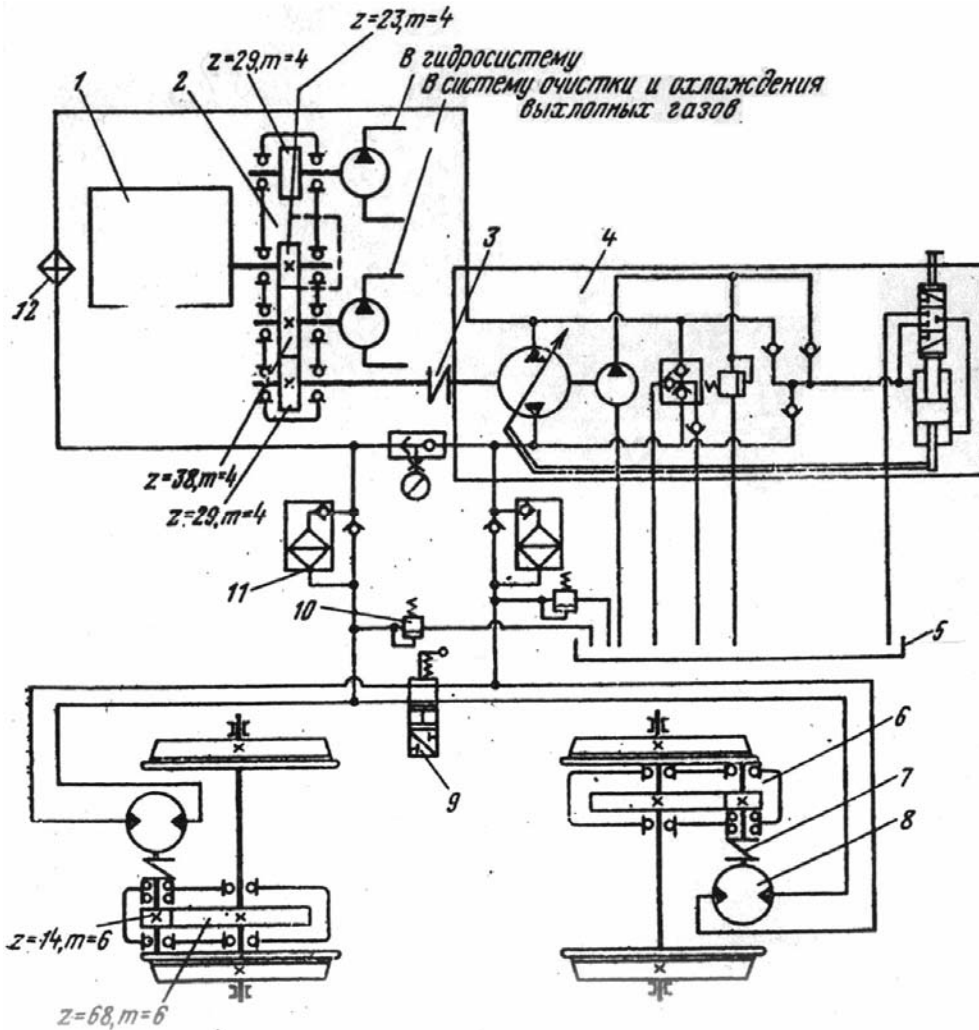 z=23,m=4
z=29,m=4
В гидросистему
В систему очистки и охлаждения
выхлопных газов
1
2
3
4
12
z=38,m=4
z=29,m=4
11
10
5
9
6
7
8
z=14,m=6
z=68,m=6